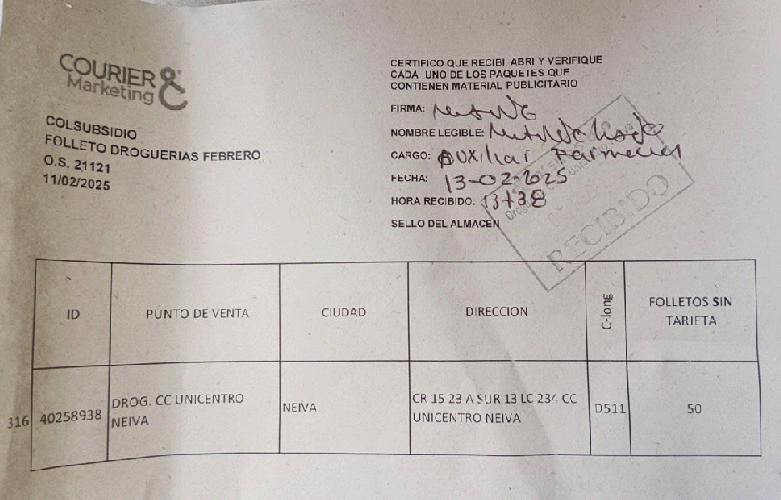 COURIER &
Marketing
COLSUBSIDIO
FOLLETO DROGUERIAS FEBRERO
O.S. 21121
11/02/2025
CERTIFICO QUE RECIBI, ABRI Y VERIFIQUE
CADA UNO DE LOS PAQUETES QUE
CONTIENEN MATERIAL PUBLICITARIO
FIRMA:
NOMBRE LEGIBLE:
CARGO: AUXiliar Farmacia
FECHA: 13-02-2025
HORA RECIBIDO: 13+38
SELLO DEL ALMACEN
RECIBIDO
ID PUNTO DE VENTA CIUDAD DIRECCION C-long FOLLETOS SIN
TARJETA
316 40258938 DROG. CC UNICENTRO
NEIVA NEIVA CR 15 23 A SUR 13 LC 234 CC
UNICENTRO NEIVA D511 50